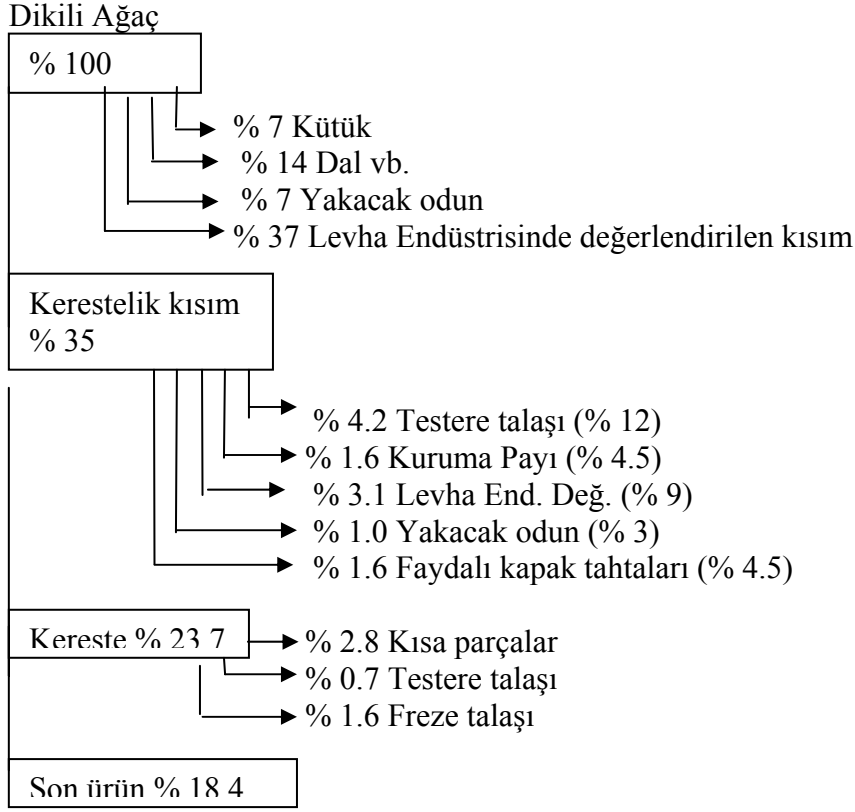 Dikili Ağaç
% 100
% 7 Kütük
% 14 Dal vb.
% 7 Yakacak odun
% 37 Levha Endüstrisinde değerlendirilen kısım
Kerestelik kısım
% 35
% 4.2 Testere talaşı (% 12)
% 1.6 Kuruma Payı (% 4.5)
% 3.1 Levha End. Değ. (% 9)
% 1.0 Yakacak odun (% 3)
% 1.6 Faydalı kapak tahtaları (% 4.5)
Kereste % 23.7
% 2.8 Kısa parçalar
% 0.7 Testere talaşı
% 1.6 Freze talaşı
Son ürün % 18.4